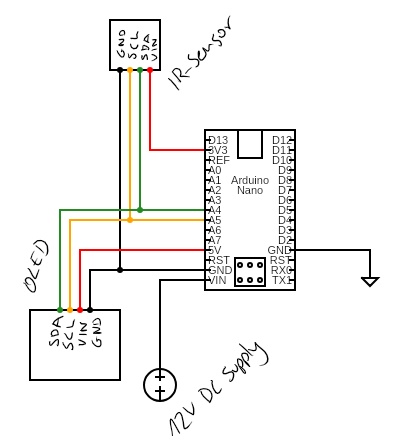 GND
SCL
SDA
VIN
IR-Sensor
D13
3V3
REF
A0
A1
A2
A3
A4
A5
A6
A7
5V
RST
GND
VIN
Arduino
Nano
D12
D11
D10
D9
D8
D7
D6
D5
D4
D3
D2
GND
RST
RX0
TX1
OLED
SDA
SCL
VIN
GND
12V DC Supply